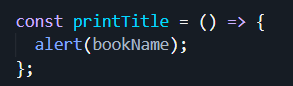 const printTitle = () => {
  alert(bookName);
};